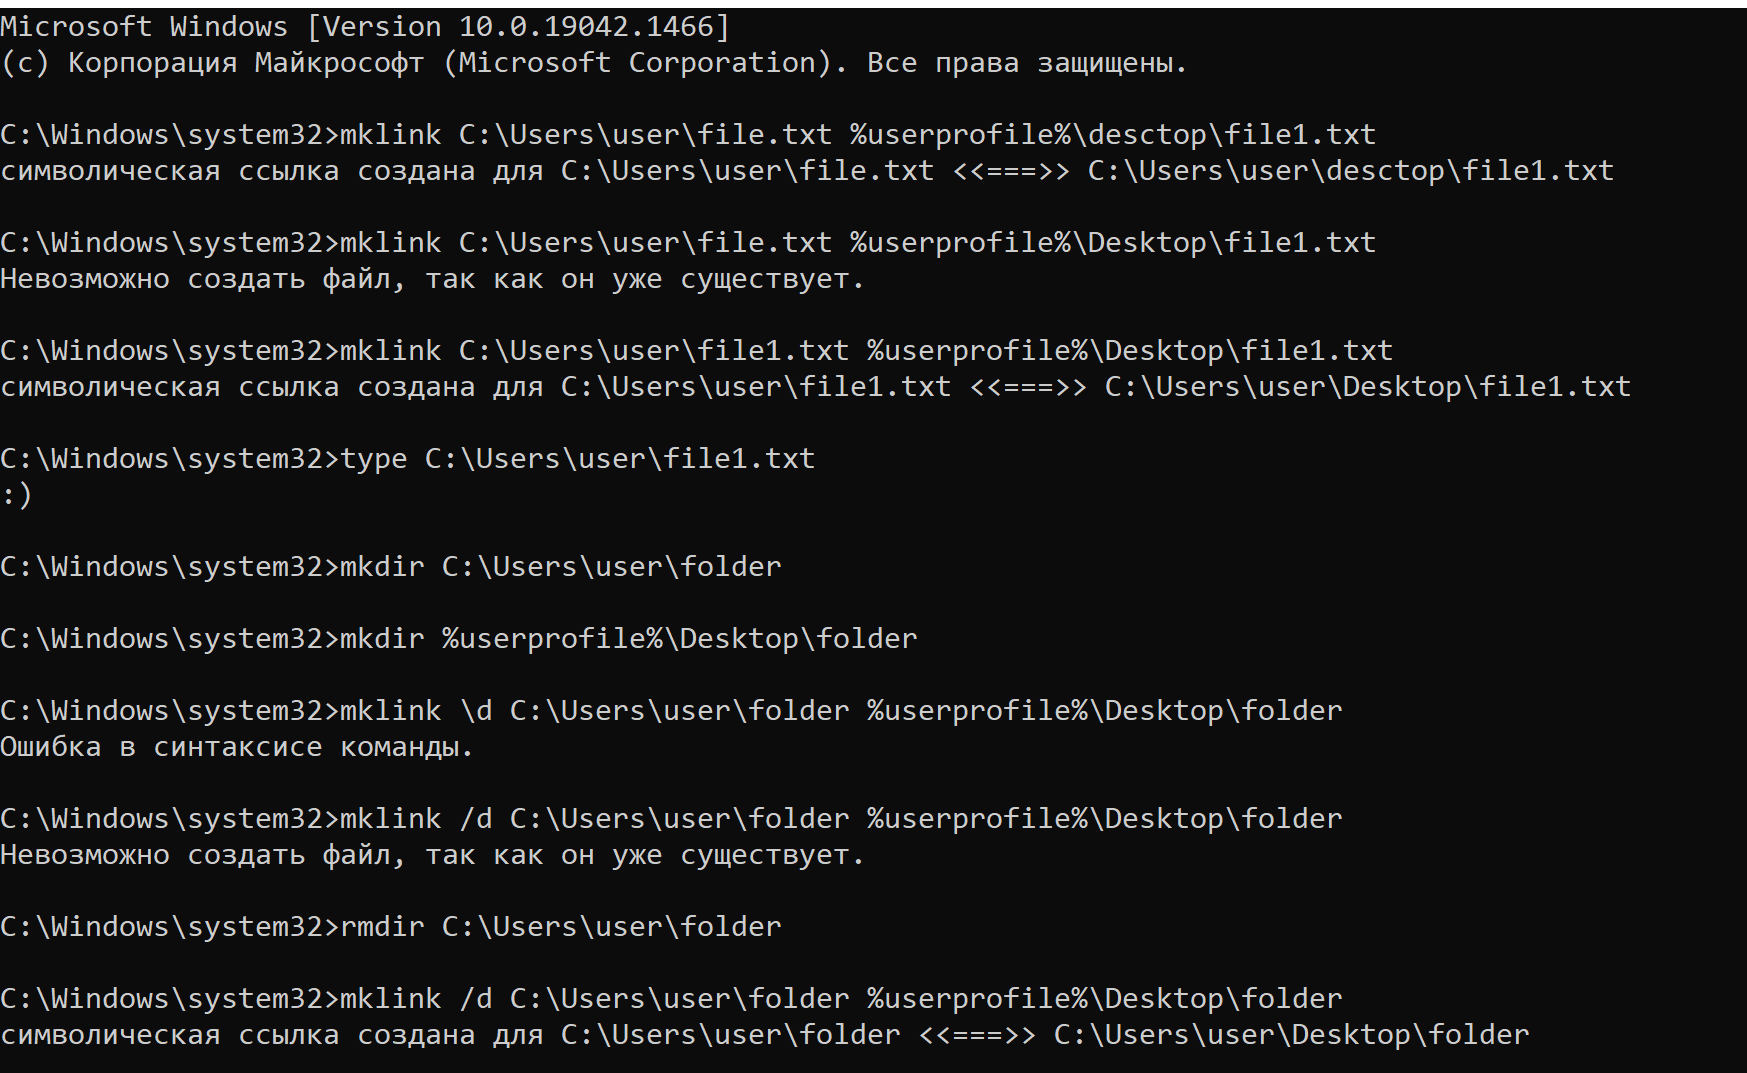 Microsoft Windows [Version 10.0.19042.1466]
(c) Корпорация Майкрософт (Microsoft Corporation). Все права защищены.
C:\Windows\system32>mklink C:\Users\user\file.txt %userprofile%\desctop\file1.txt
символическая ссылка создана для C:\Users\user\file.txt <<===>> C:\Users\user\desctop\file1.txt
C:\Windows\system32>mklink C:\Users\user\file.txt %userprofile%\Desktop\file1.txt
Невозможно создать файл, так как он уже существует.
C:\Windows\system32>mklink C:\Users\user\file1.txt %userprofile%\Desktop\file1.txt
символическая ссылка создана для C:\Users\user\file1.txt <<===>> C:\Users\user\Desktop\file1.txt
C:\Windows\system32>type C:\Users\user\file1.txt
:)
C:\Windows\system32>mkdir C:\Users\user\folder
C:\Windows\system32>mkdir %userprofile%\Desktop\folder
C:\Windows\system32>mklink \d C:\Users\user\folder %userprofile%\Desktop\folder
Ошибка в синтаксисе команды.
C:\Windows\system32>mklink /d C:\Users\user\folder %userprofile%\Desktop\folder
Невозможно создать файл, так как он уже существует.
C:\Windows\system32>rmdir C:\Users\user\folder
C:\Windows\system32>mklink /d C:\Users\user\folder %userprofile%\Desktop\folder
символическая ссылка создана для C:\Users\user\folder <<===>> C:\Users\user\Desktop\folder